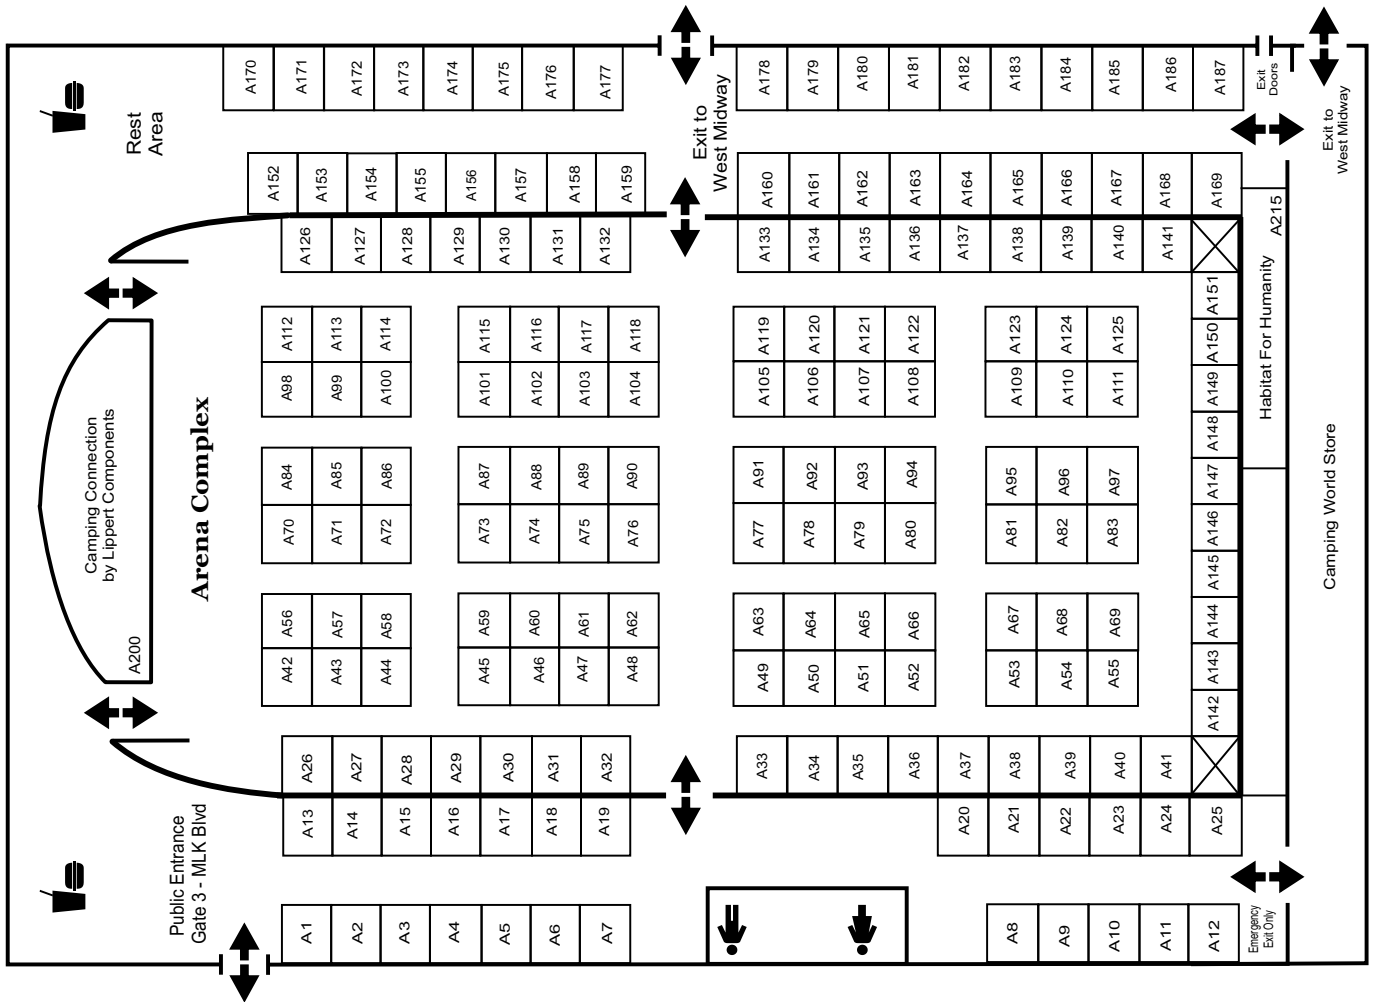 A170
A171
A172
A173
A174
A175
A176
A177
A178
A179
A180
A181
A182
A183
A184
A185
A186
A187
Exit
Doors
Rest
Area
Exit to
West Midway
Exit to
West Midway
A152
A153
A154
A155
A156
A157
A158
A159
A160
A161
A162
A163
A164
A165
A166
A167
A168
A169
A126
A127
A128
A129
A130
A131
A132
A133
A134
A135
A136
A137
A138
A139
A140
A141
A112
A113
A114
A115
A116
A117
A118
A119
A120
A121
A122
A123
A124
A125
A98
A99
A100
A101
A102
A103
A104
A105
A106
A107
A108
A109
A110
A111
A84
A85
A86
A87
A88
A89
A90
A91
A92
A93
A94
A95
A96
A97
A70
A71
A72
A73
A74
A75
A76
A77
A78
A79
A80
A81
A82
A83
A56
A57
A58
A59
A60
A61
A62
A63
A64
A65
A66
A67
A68
A69
A42
A43
A44
A45
A46
A47
A48
A49
A50
A51
A52
A53
A54
A55
A151
A150
A149
A148
A147
A146
A145
A144
A143
A142
A215
Habitat For Humanity
Camping World Store
Camping Connection
by Lippert Components
A200
Arena Complex
A26
A27
A28
A29
A30
A31
A32
A33
A34
A35
A36
A37
A38
A39
A40
A41
A13
A14
A15
A16
A17
A18
A19
A20
A21
A22
A23
A24
A25
Public Entrance
Gate 3 - MLK Blvd
A1
A2
A3
A4
A5
A6
A7
A8
A9
A10
A11
A12
Emergency
Exit Only